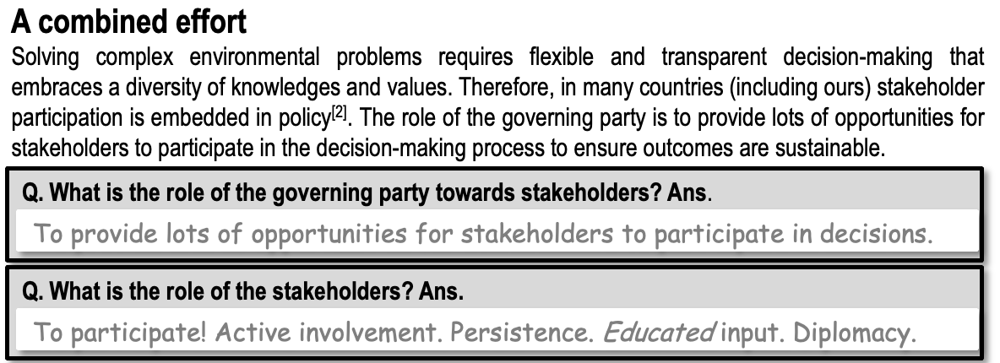 A combined effort
Solving complex environmental problems requires flexible and transparent decision-making that
embraces a diversity of knowledges and values. Therefore, in many countries (including ours) stakeholder
participation is embedded in policy[2]. The role of the governing party is to provide lots of opportunities for
stakeholders to participate in the decision-making process to ensure outcomes are sustainable.
Q. What is the role of the governing party towards stakeholders? Ans.
To provide lots of opportunities for stakeholders to participate in decisions.
Q. What is the role of the stakeholders? Ans.
To participate! Active involvement. Persistence. Educated input. Diplomacy.